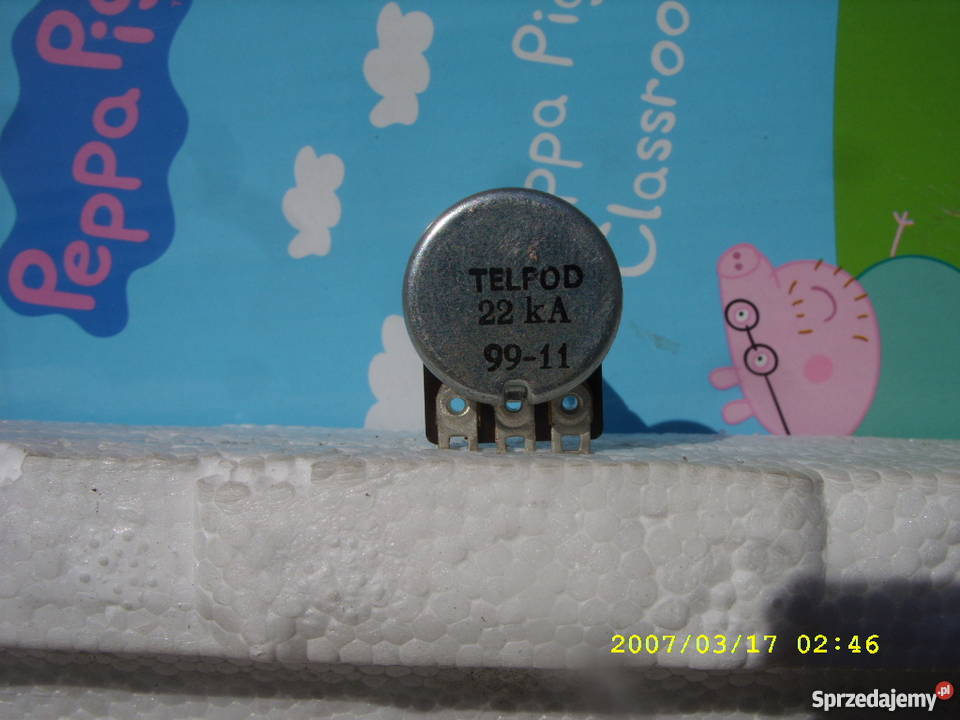 Peppa Pig
Peppa Pig
Classroo
TELFOD
22 kA
99-11
2007/03/17 02:46
Sprzedajemy.pl